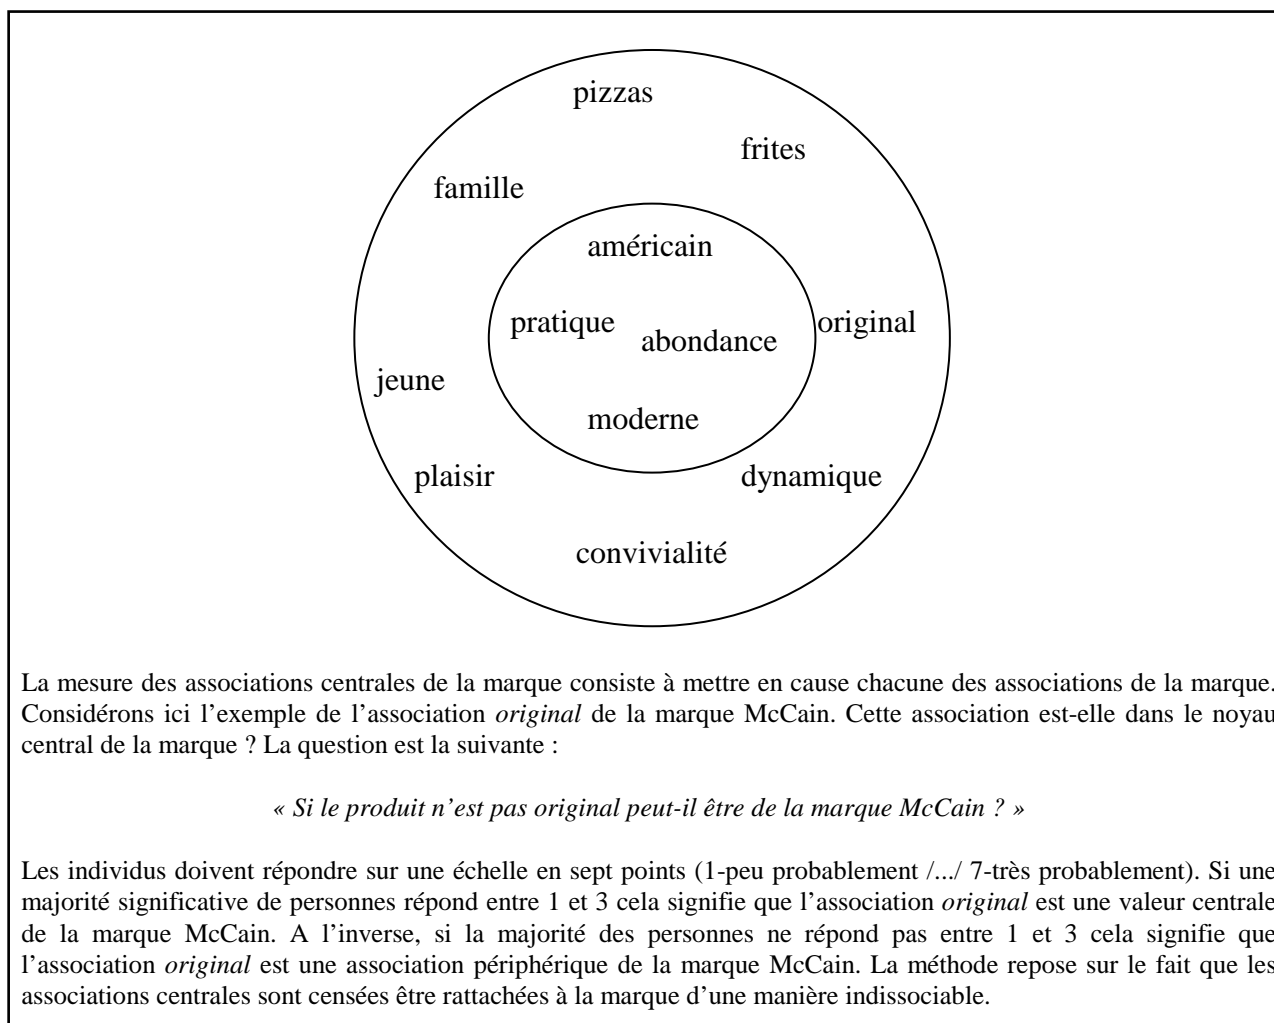 pizzas
frites
famille
américain
pratique
original
abondance
jeune
moderne
plaisir
dynamique
convivialité
La mesure des associations centrales de la marque consiste à mettre en cause chacune des associations de la marque.
Considérons ici l’exemple de l’association original de la marque McCain. Cette association est-elle dans le noyau
central de la marque ? La question est la suivante :
« Si le produit n’est pas original peut-il être de la marque McCain ? »
Les individus doivent répondre sur une échelle en sept points (1-peu probablement /.../ 7-très probablement). Si une
majorité significative de personnes répond entre 1 et 3 cela signifie que l’association original est une valeur centrale
de la marque McCain. A l’inverse, si la majorité des personnes ne répond pas entre 1 et 3 cela signifie que
l’association original est une association périphérique de la marque McCain. La méthode repose sur le fait que les
associations centrales sont censées être rattachées à la marque d’une manière indissociable.